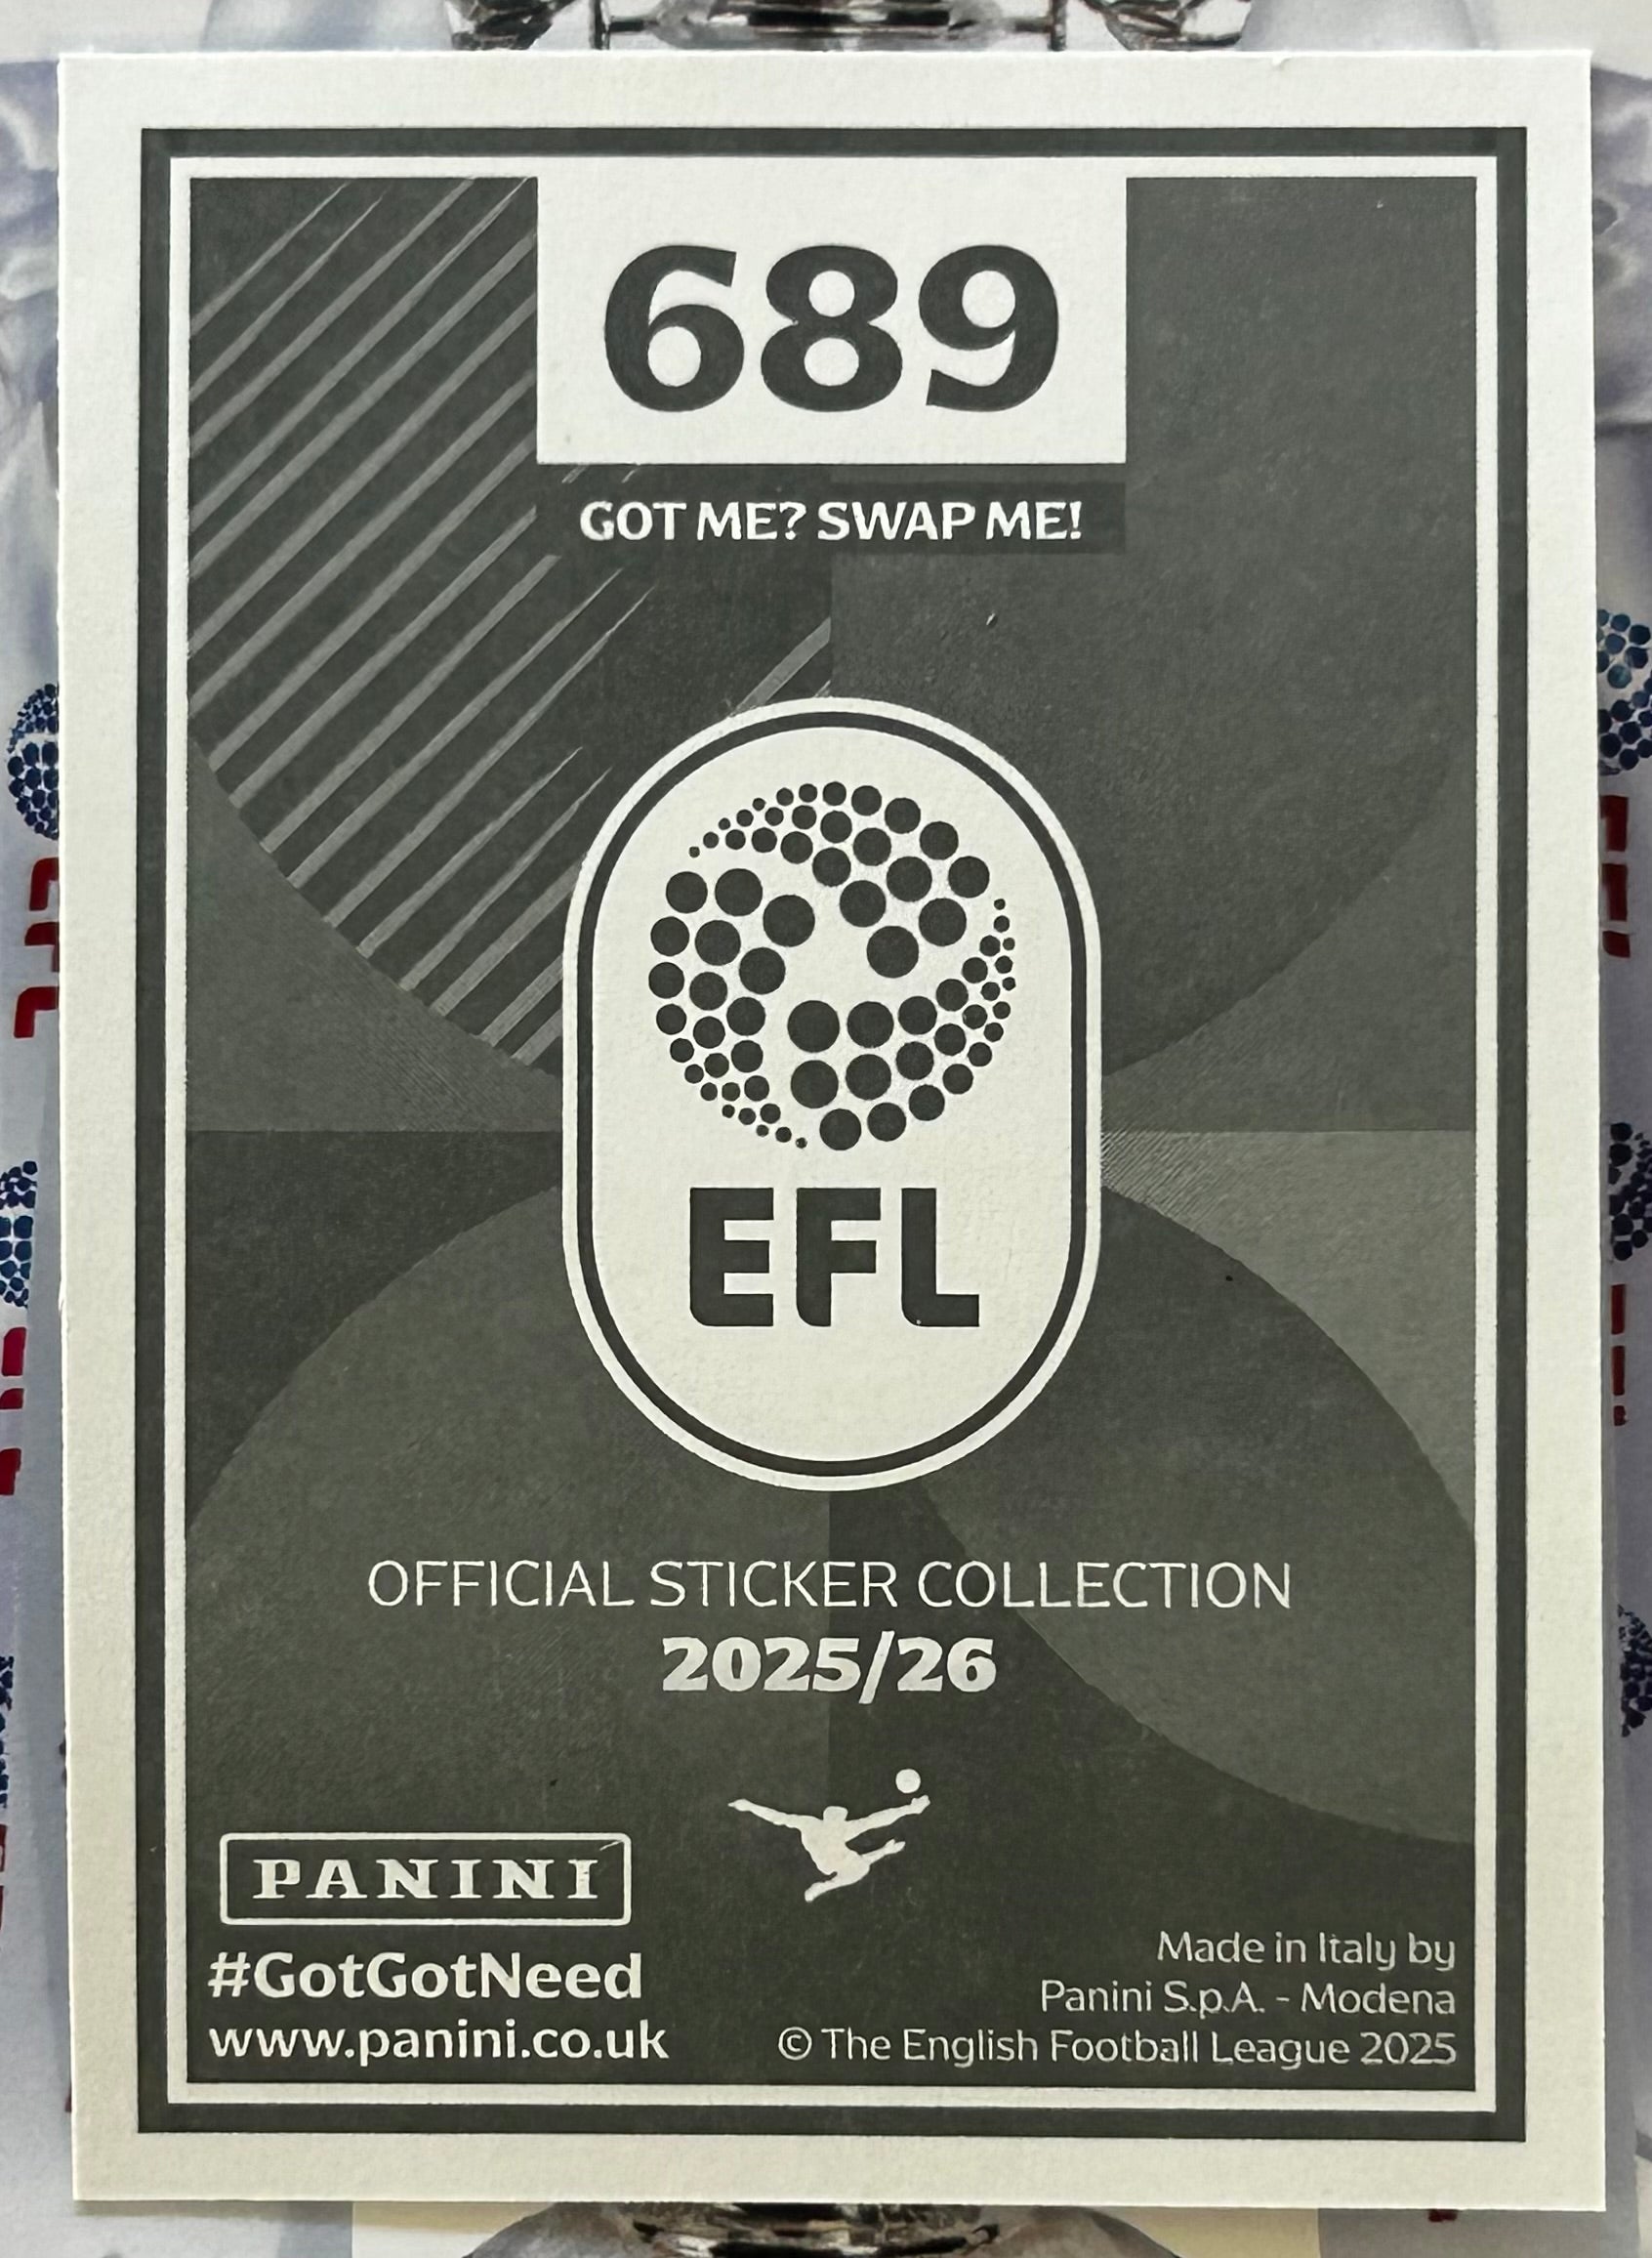 689
GOT ME? SWAP ME!
EFL
OFFICIAL STICKER COLLECTION
2025/26
PANINI
#GotGotNeed
www.panini.co.uk
Made in Italy by
Panini S.p.A. - Modena
© The English Football League 2025